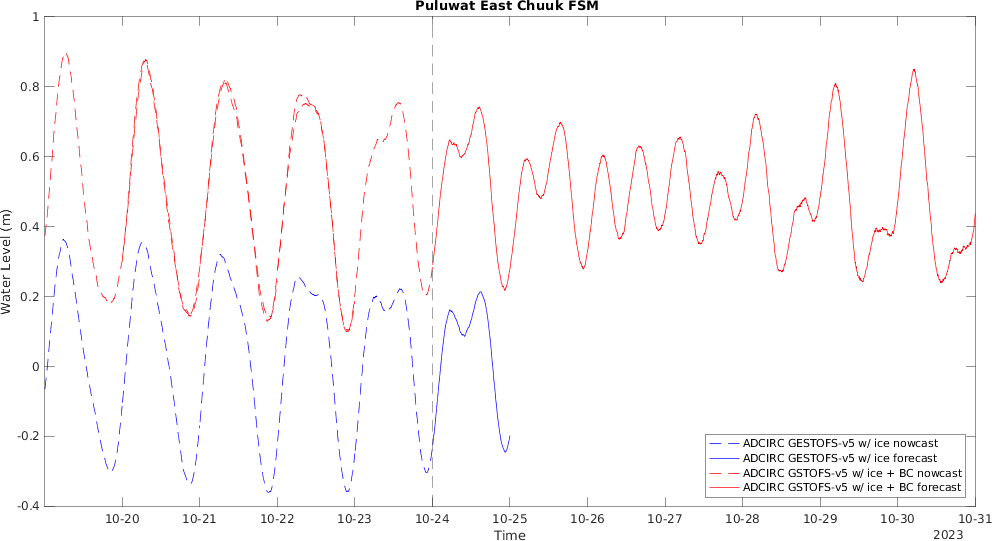 Puluwat East Chuuk FSM
1
0.8
0.6
0.4
0.2
0
-0.2
-0.4
Water Level (m)
ADCIRC GESTOFS-v5 w/ ice nowcast
ADCIRC GESTOFS-v5 w/ ice forecast
ADCIRC GSTOFS-v5 w/ ice + BC nowcast
ADCIRC GSTOFS-v5 w/ ice + BC forecast
10-20 10-21 10-22 10-23 10-24 10-25 10-26 10-27 10-28 10-29 10-30 10-31
Time
2023